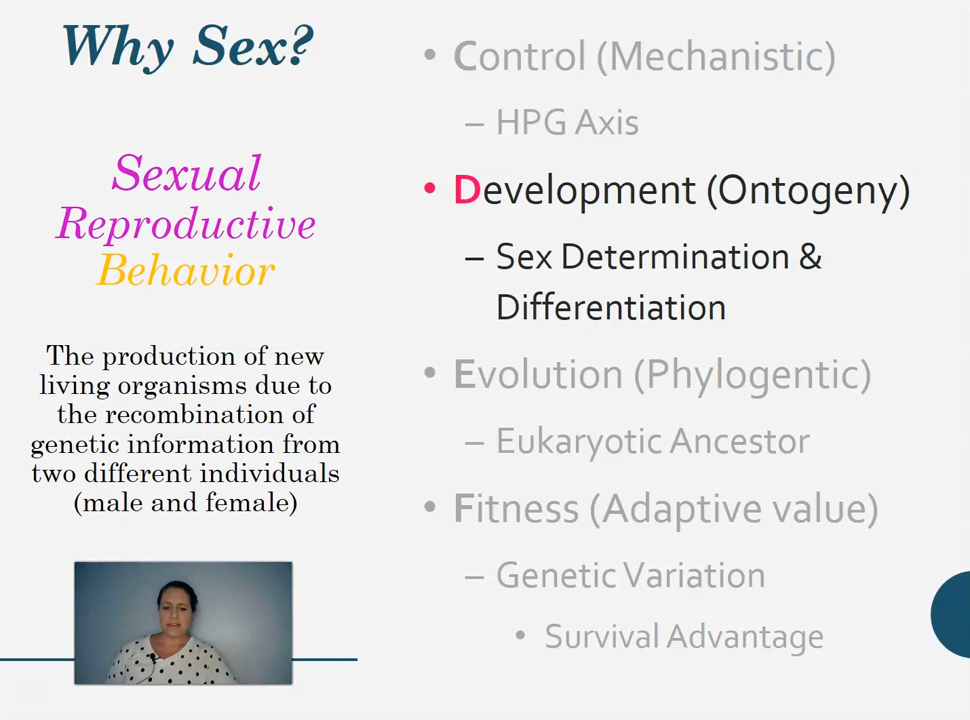 Why Sex?
Sexual
Reproductive
Behavior
The production of new
living organisms due to
the recombination of
genetic information from
two different individuals
(male and female)
• Control (Mechanistic)
– HPG Axis
• Development (Ontogeny)
– Sex Determination &
Differentiation
• Evolution (Phylogentic)
– Eukaryotic Ancestor
• Fitness (Adaptive value)
– Genetic Variation
• Survival Advantage